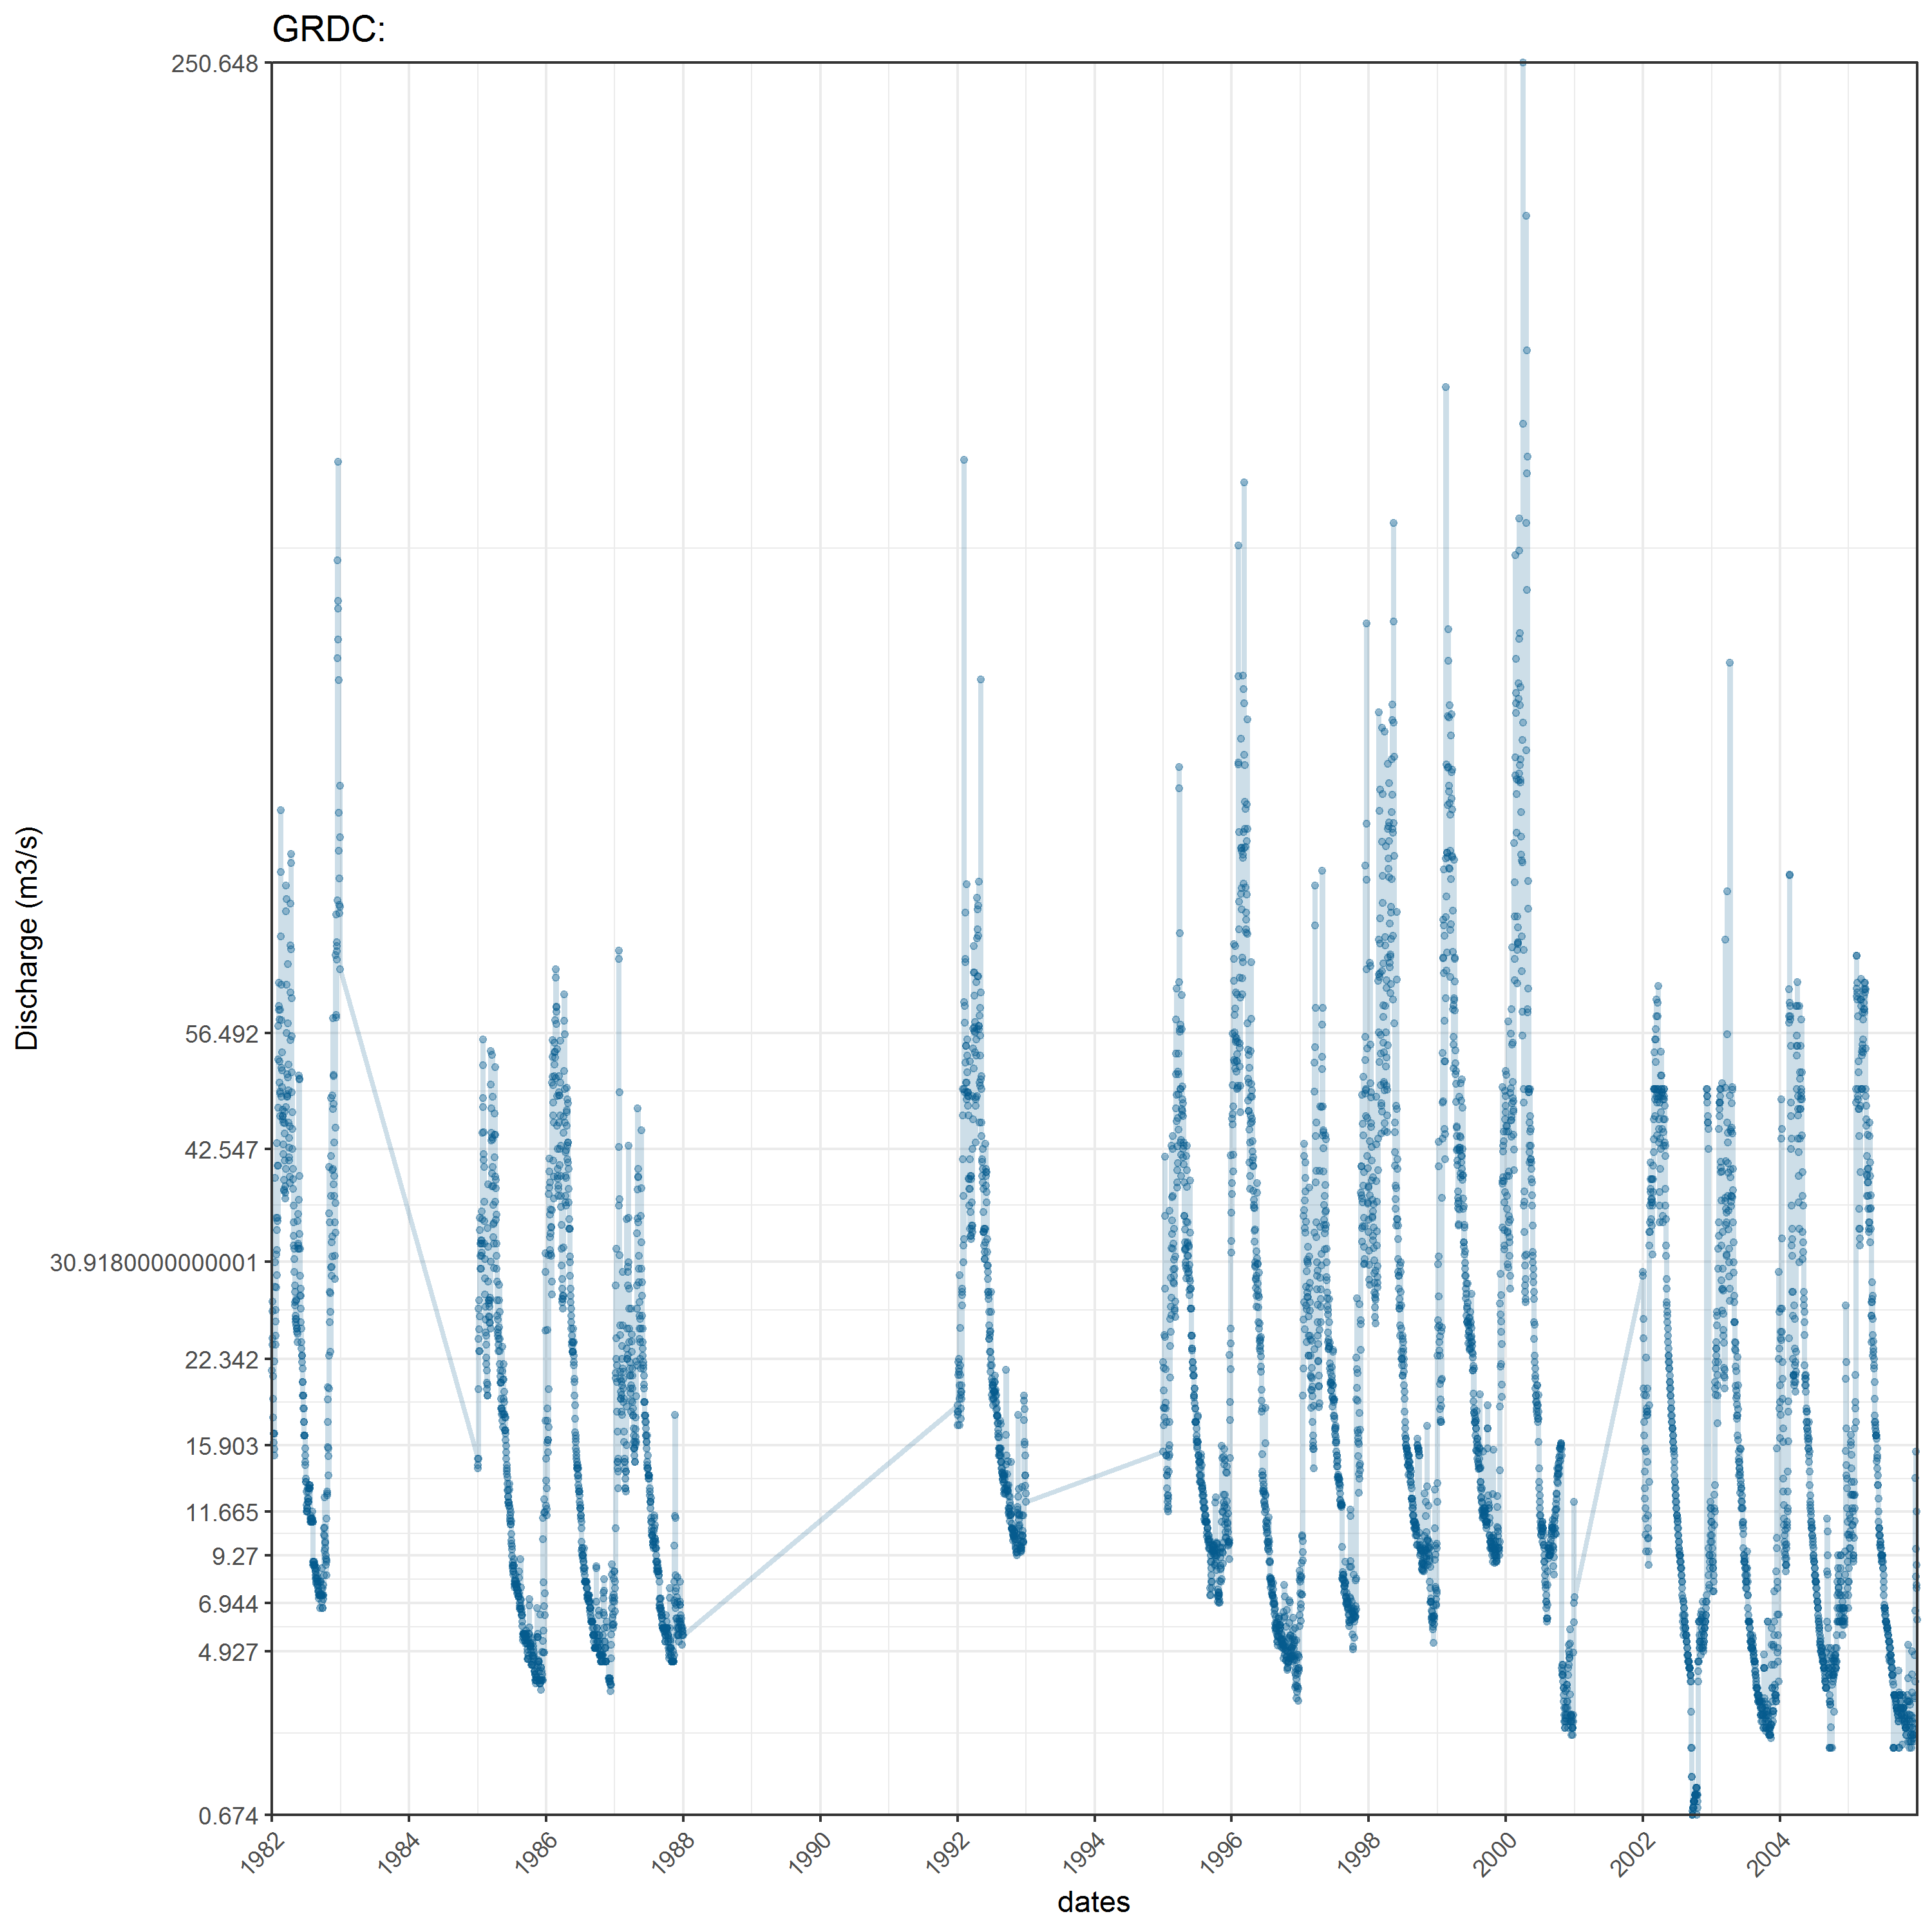 GRDC:
250.648
56.492
42.547
30.9180000000001
22.342
15.903
11.665
9.27
6.944
4.927
0.674
Discharge (m3/s)
1982 1984 1986 1988 1990 1992 1994 1996 1998 2000 2002 2004
dates